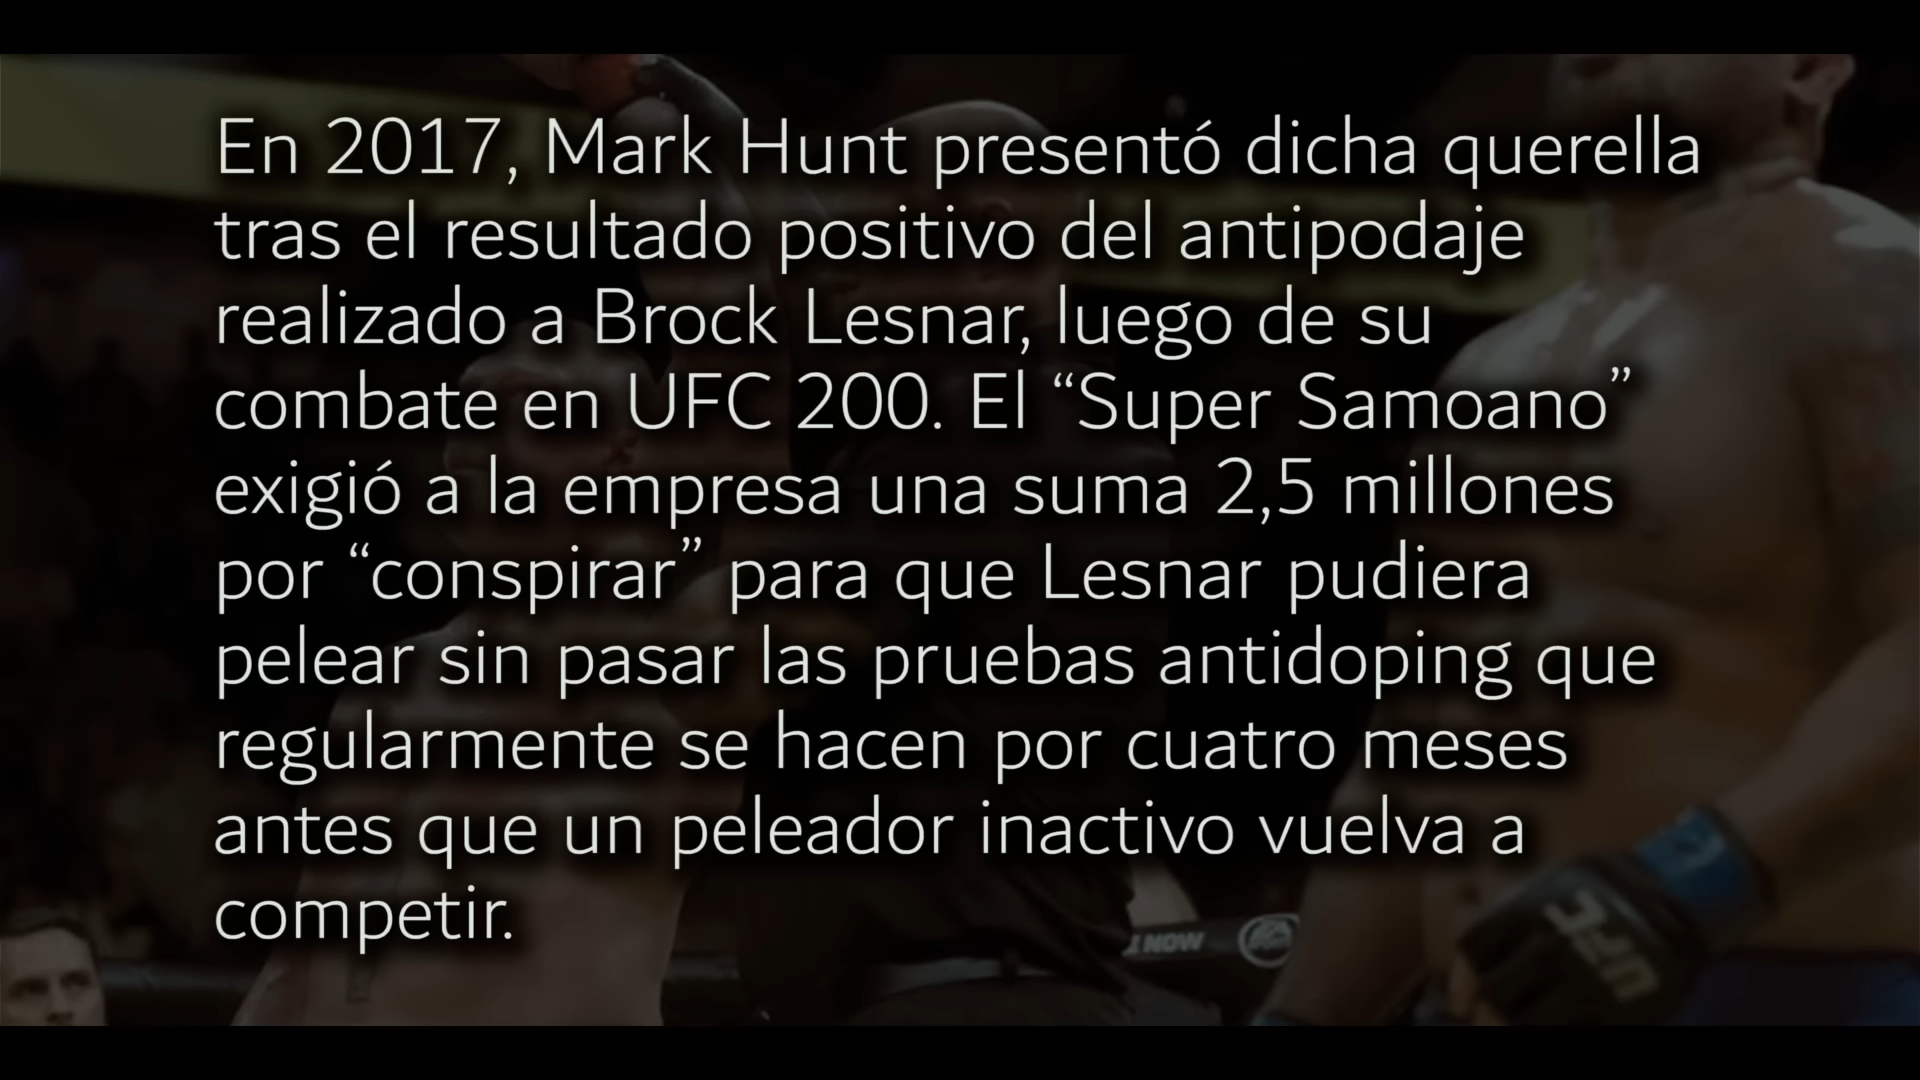 En 2017, Mark Hunt presentó dicha querella
tras el resultado positivo del antipodaje
realizado a Brock Lesnar, luego de su
combate en UFC 200. El “Super Samoano”
exigió a la empresa una suma 2,5 millones
por “conspirar” para que Lesnar pudiera
pelear sin pasar las pruebas antidoping que
regularmente se hacen por cuatro meses
antes que un peleador inactivo vuelva a
competir.
NOW
UFC